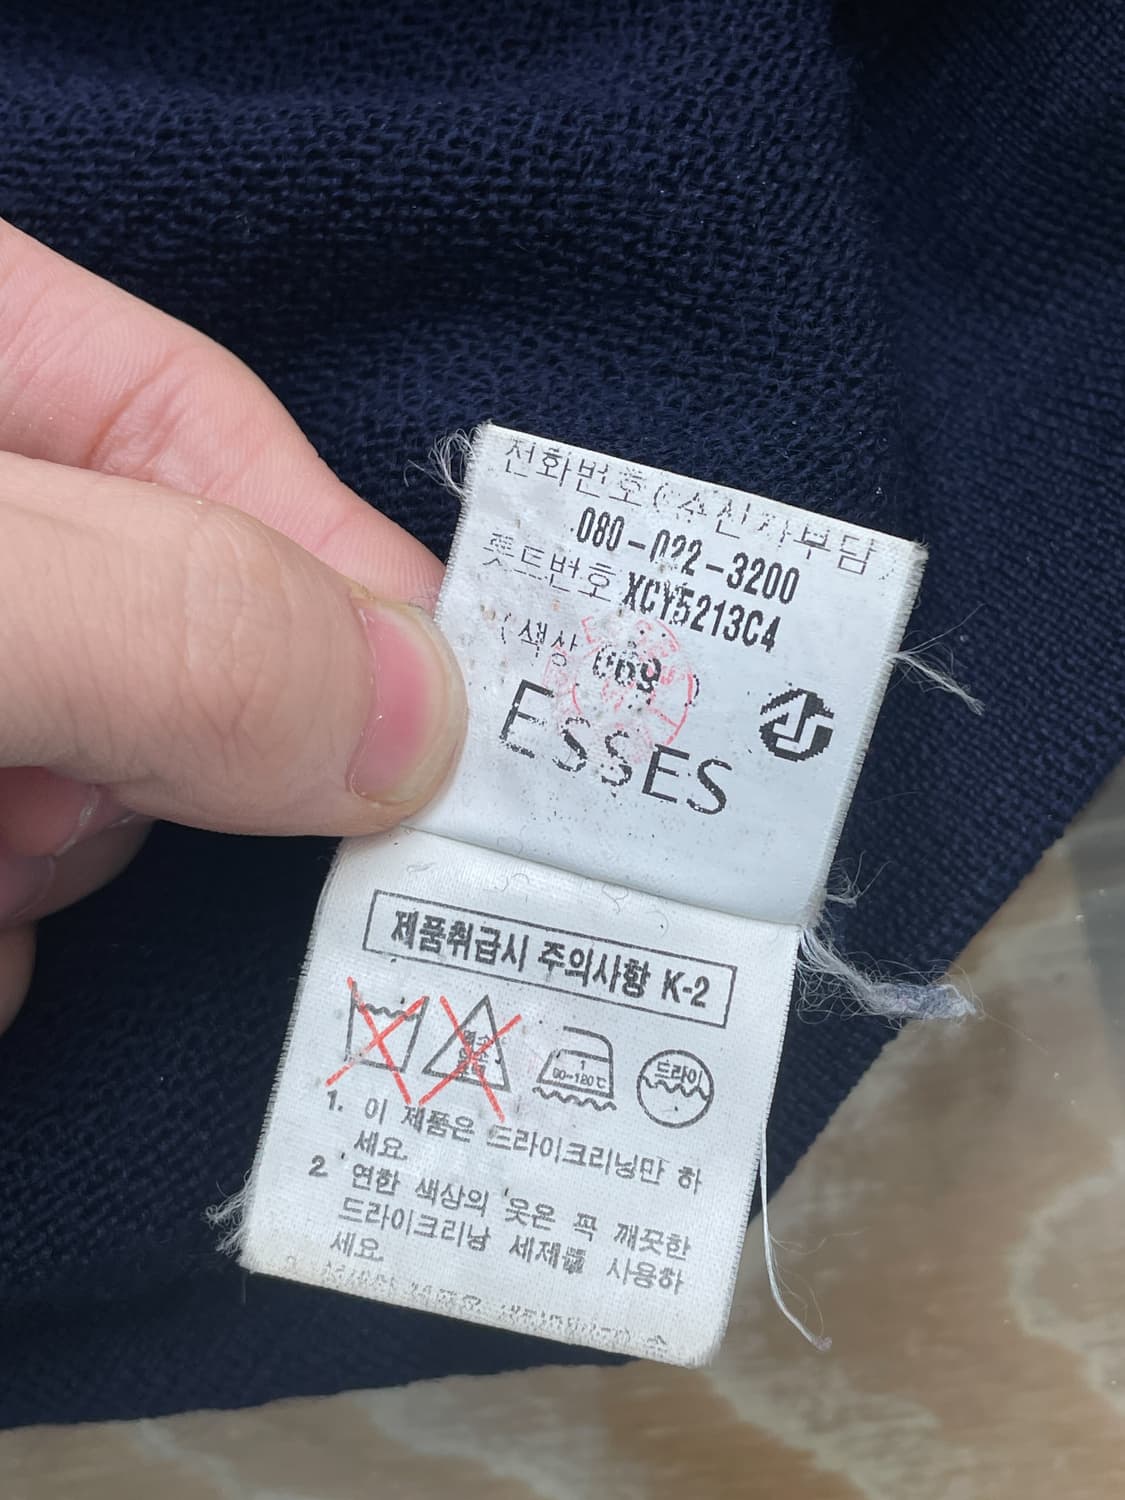 전화번호(수신자부담)
080-022-3200
롯트번호 XCY5213C4
(색상 069)
ESSES
제품취급시 주의사항 K-2
드라이
1. 이 제품은 드라이크리닝만 하
세요.
2 연한 색상의 옷은 꼭 깨끗한
드라이크리닝 세제를 사용하
세요.